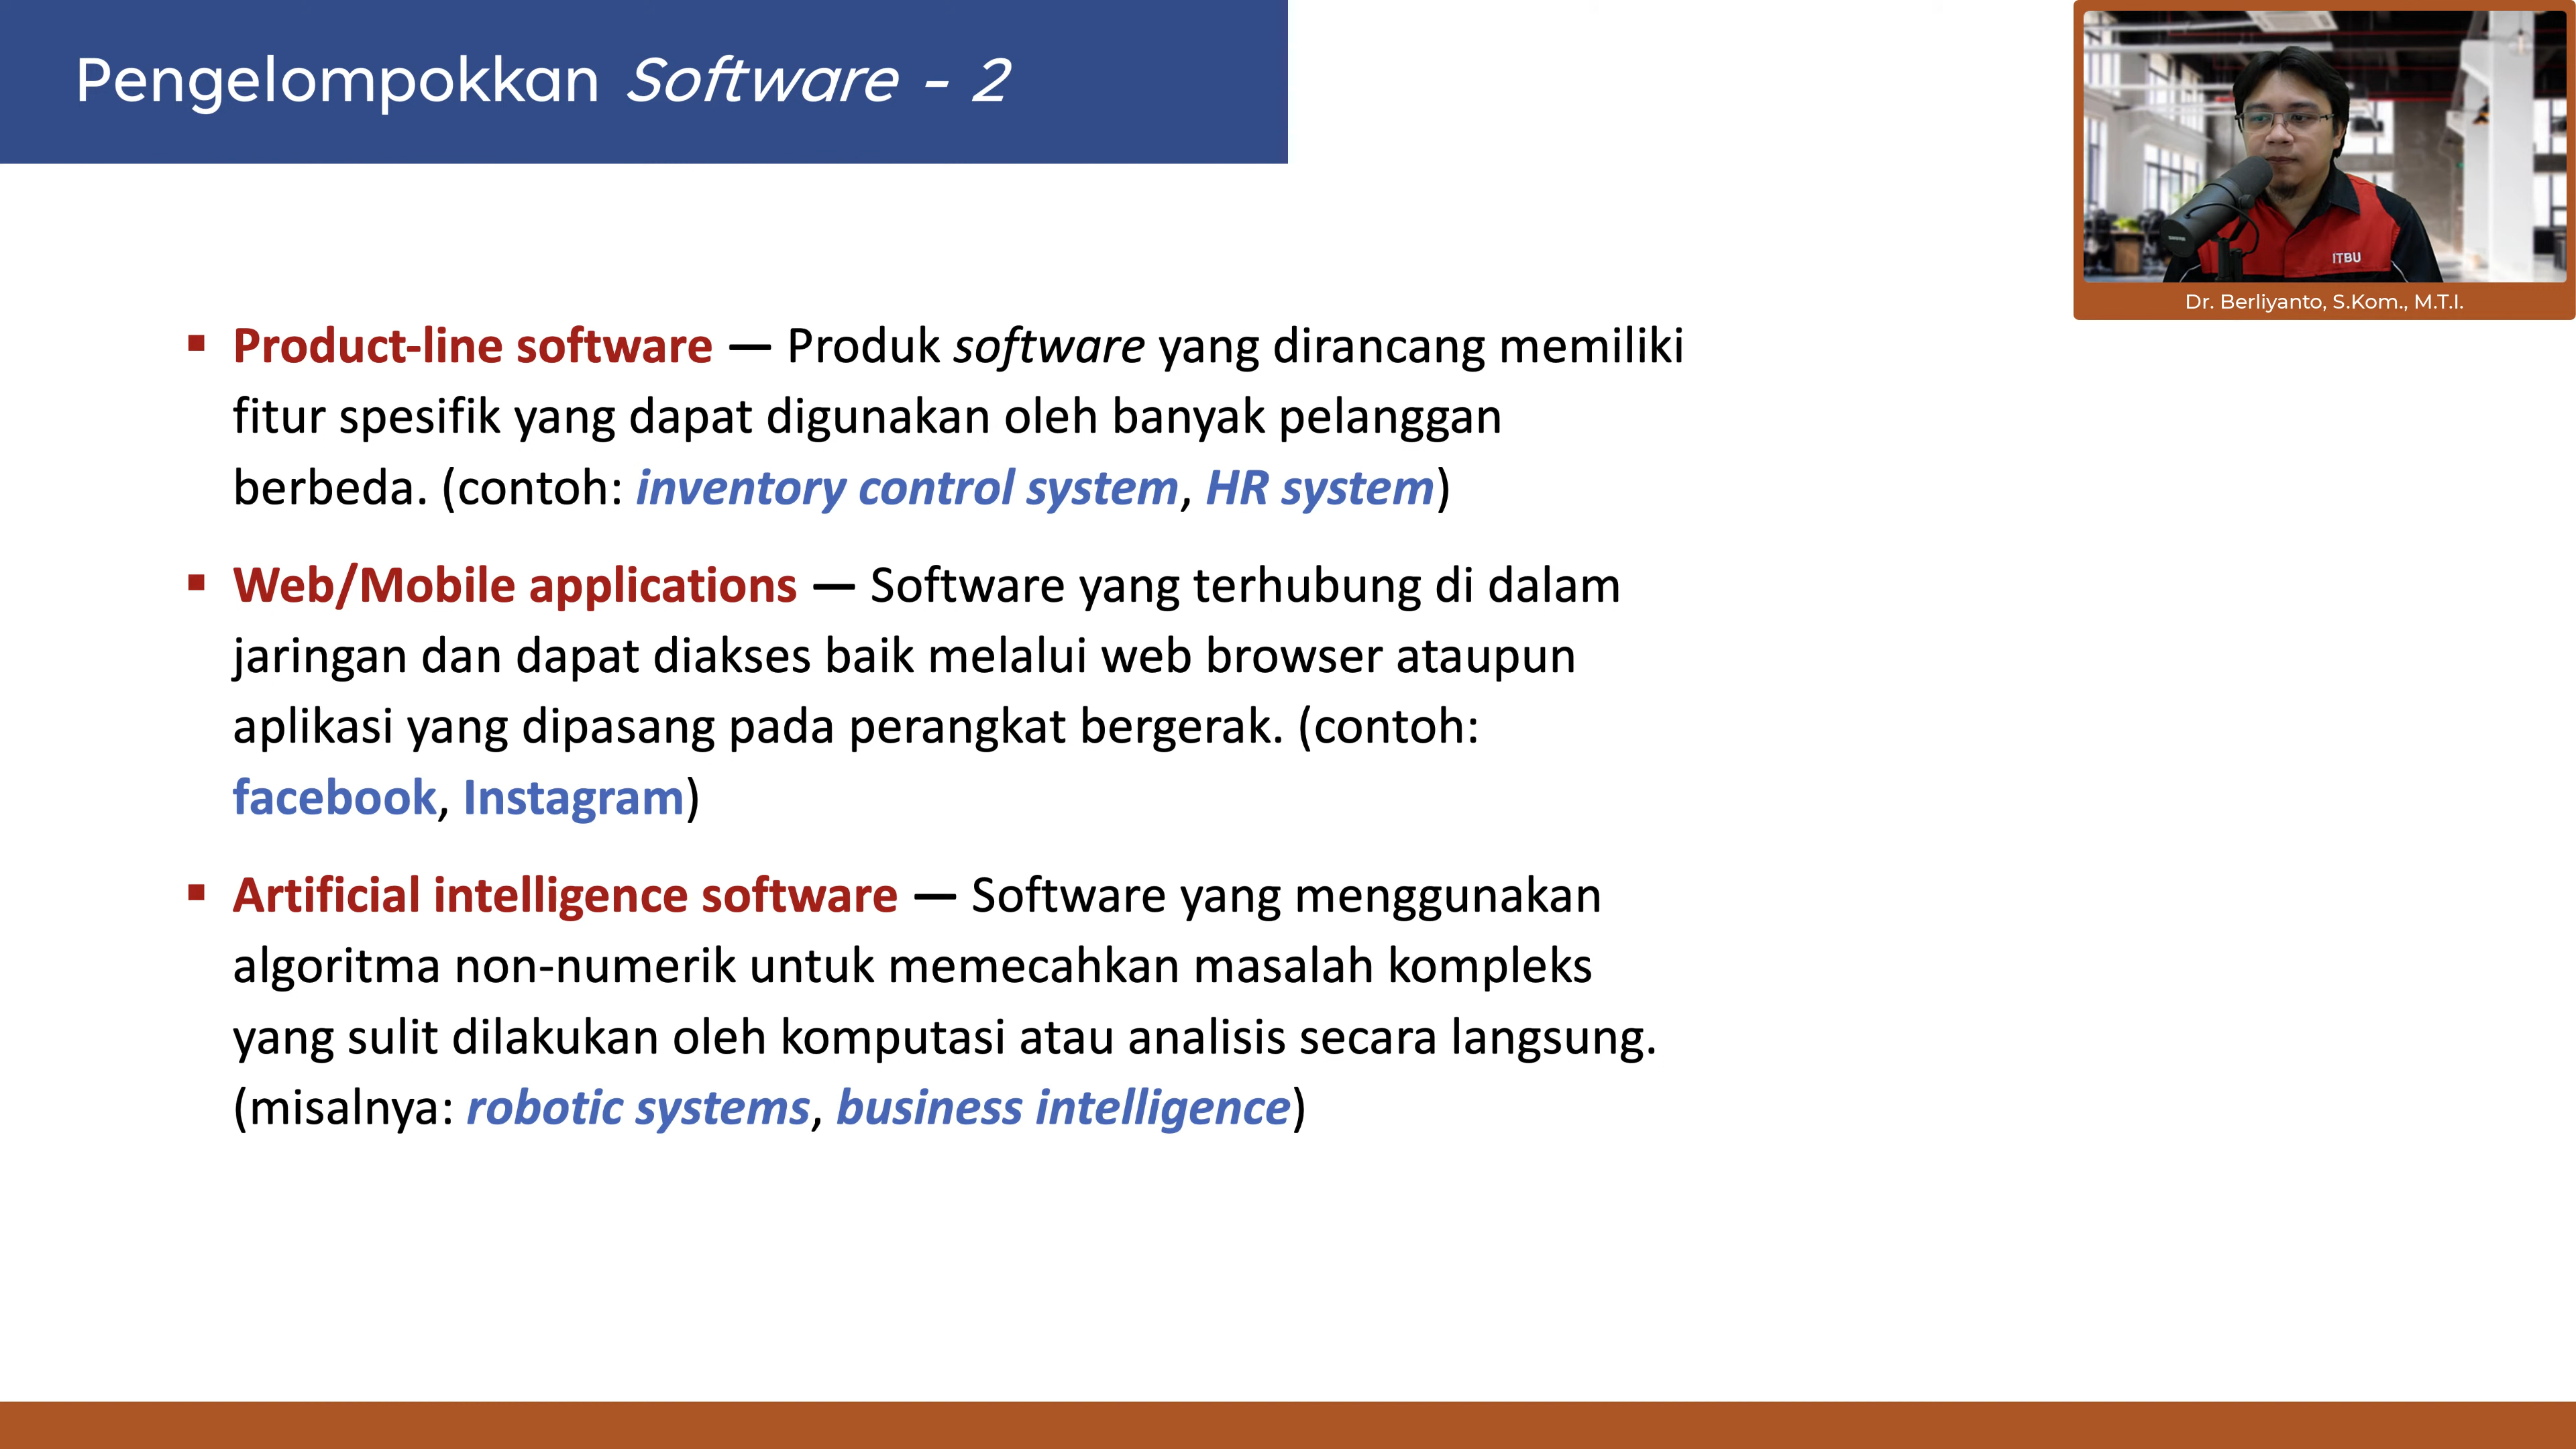 Pengelompokkan Software - 2
ITBU
Dr. Berliyanto, S.Kom., M.T.I.
▪ Product-line software — Produk software yang dirancang memiliki
fitur spesifik yang dapat digunakan oleh banyak pelanggan
berbeda. (contoh: inventory control system, HR system)
▪ Web/Mobile applications — Software yang terhubung di dalam
jaringan dan dapat diakses baik melalui web browser ataupun
aplikasi yang dipasang pada perangkat bergerak. (contoh:
facebook, Instagram)
▪ Artificial intelligence software — Software yang menggunakan
algoritma non-numerik untuk memecahkan masalah kompleks
yang sulit dilakukan oleh komputasi atau analisis secara langsung.
(misalnya: robotic systems, business intelligence)